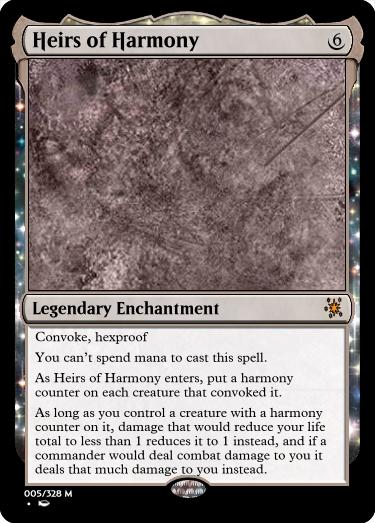 Heirs of Harmony 6
Legendary Enchantment
Convoke, hexproof
You can't spend mana to cast this spell.
As Heirs of Harmony enters, put a harmony
counter on each creature that convoked it.
As long as you control a creature with a harmony
counter on it, damage that would reduce your life
total to less than 1 reduces it to 1 instead, and if a
commander would deal combat damage to you it
deals that much damage to you instead.
005/328 M